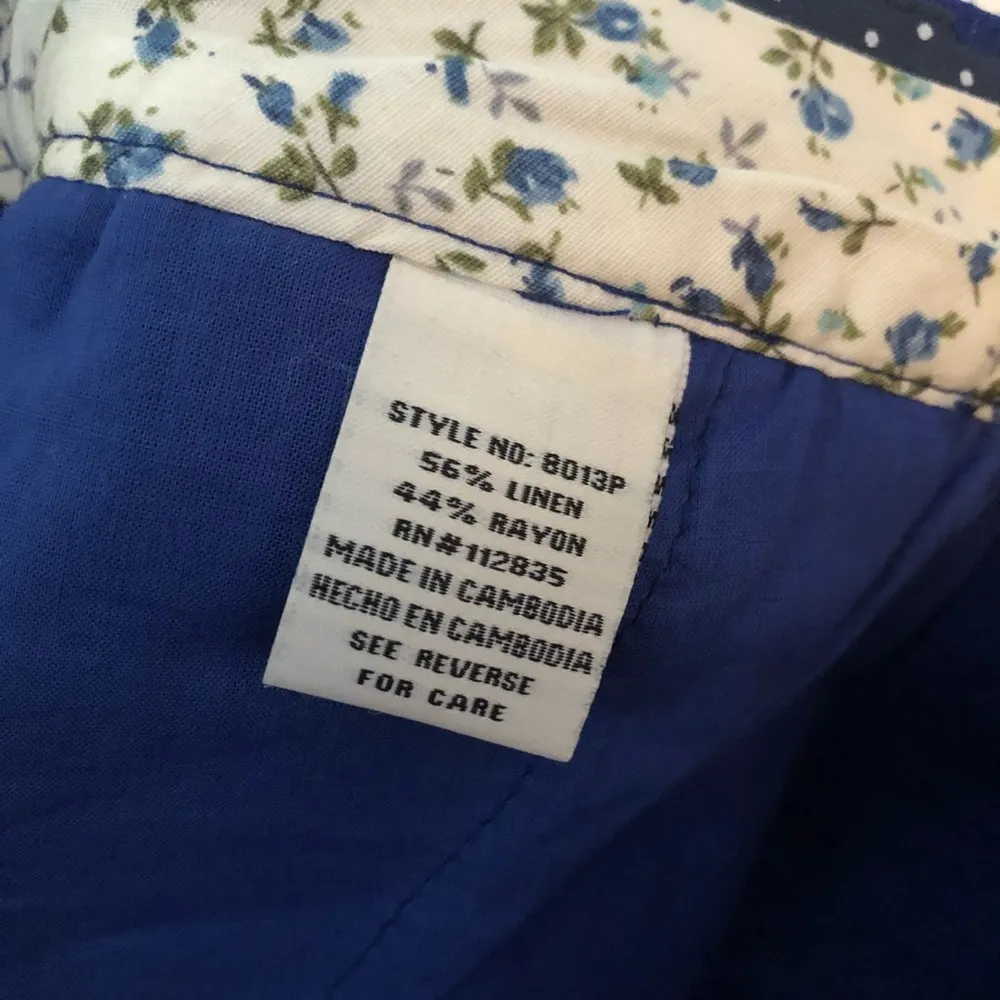 STYLE NO: 8013P
56% LINEN
44% RAYON
RN#112835
MADE IN CAMBODIA
HECHO EN CAMBODIA
SEE REVERSE
FOR CARE